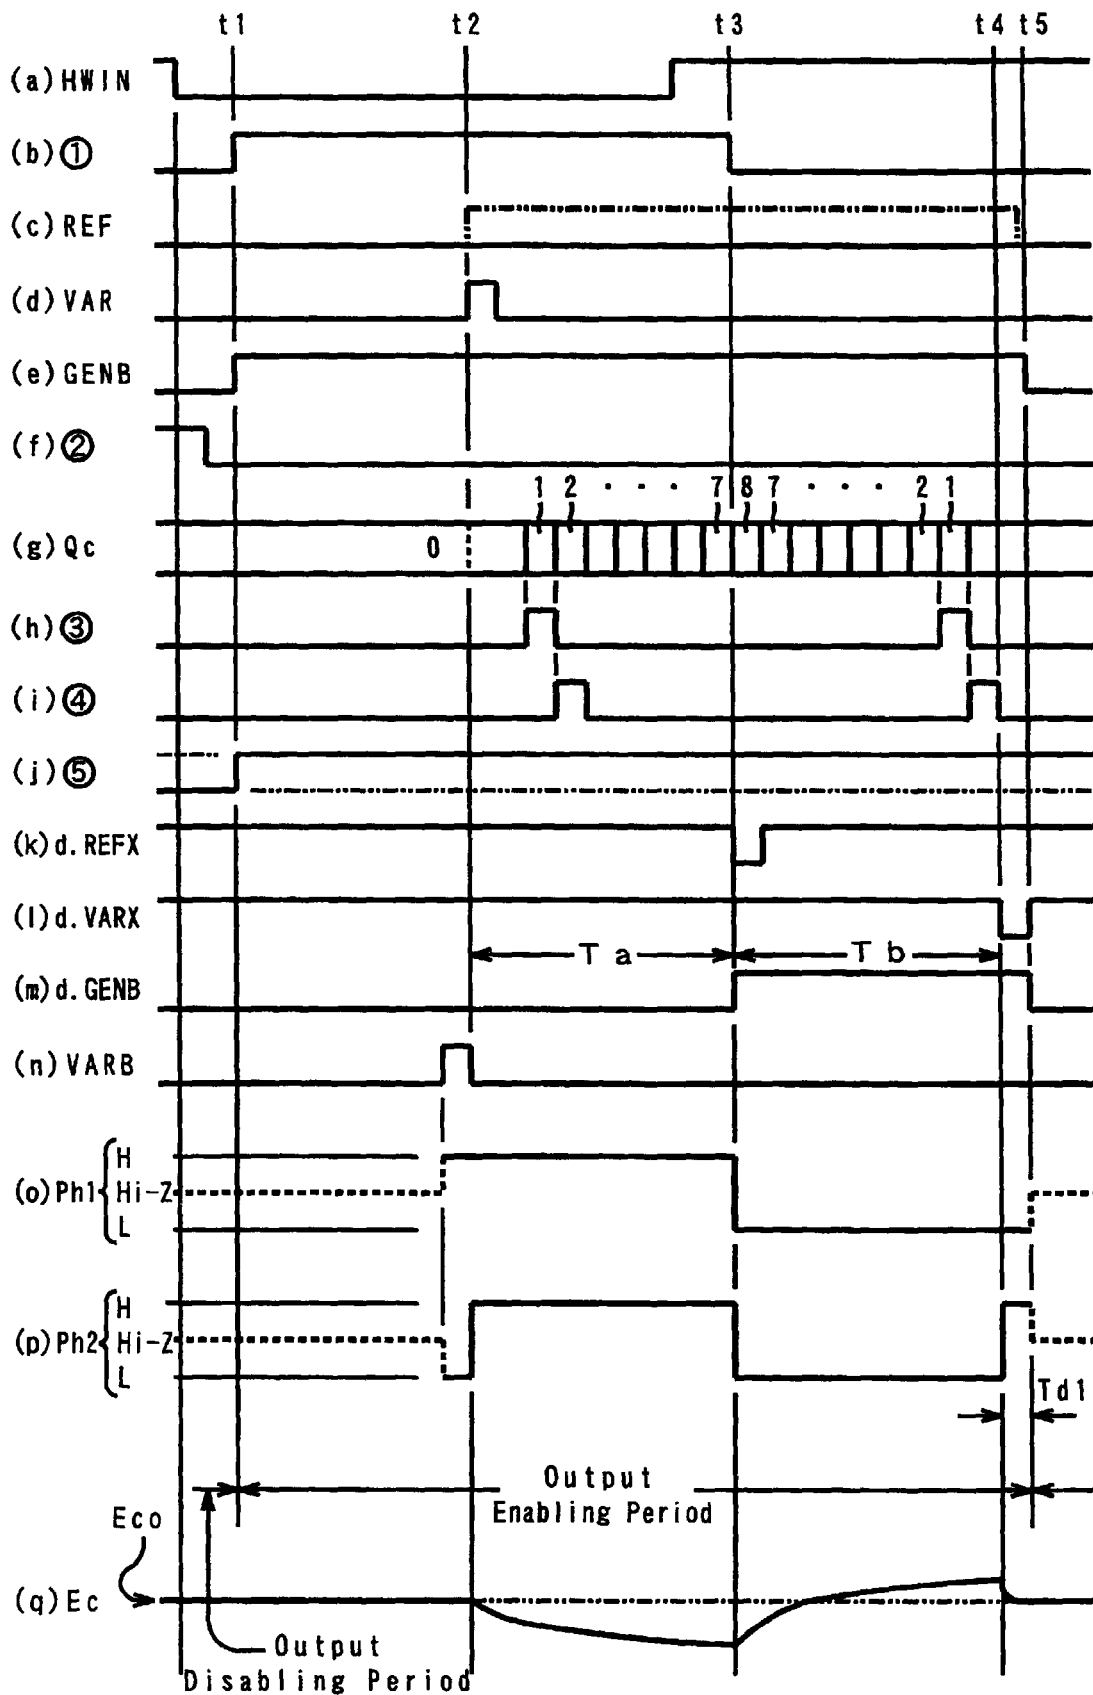 t1 t2 t3 t4 t5
(a) HWIN
(b) ①
(c) REF
(d) VAR
(e) GENB
(f) ②
1 2 · · · 7 8 7 · · · 2 1
(g) Qc 0
(h) ③
(i) ④
(j) ⑤
(k) d.REFX
(l) d.VARX
Ta Tb
(m) d.GENB
(n) VARB
H
(o) Ph1 Hi-Z
L
H
(p) Ph2 Hi-Z
L
Td1
Output
Enabling Period
Eco
(q) Ec
Output
Disabling Period